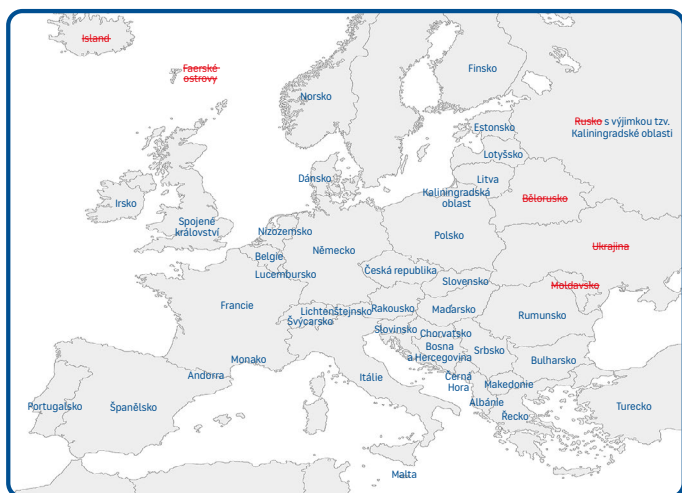 Island
Faerské
ostrovy
Finsko
Norsko
Rusko s výjimkou tzv.
Kaliningradské oblasti
Estonsko
Lotyšsko
Dánsko
Litva
Kaliningradská
oblast
Bělorusko
Irsko
Spojené
království
Nizozemsko
Polsko
Ukrajina
Německo
Belgie
Česká republika
Lucembursko
Slovensko
Moldavsko
Francie
Lichtenštejnsko
Rakousko
Maďarsko
Rumunsko
Švýcarsko
Slovinsko
Chorvatsko
Bosna
a Hercegovina
Srbsko
Monako
Bulharsko
Andorra
Itálie
Černá
Hora
Makedonie
Portugalsko
Španělsko
Albánie
Řecko
Turecko
Malta